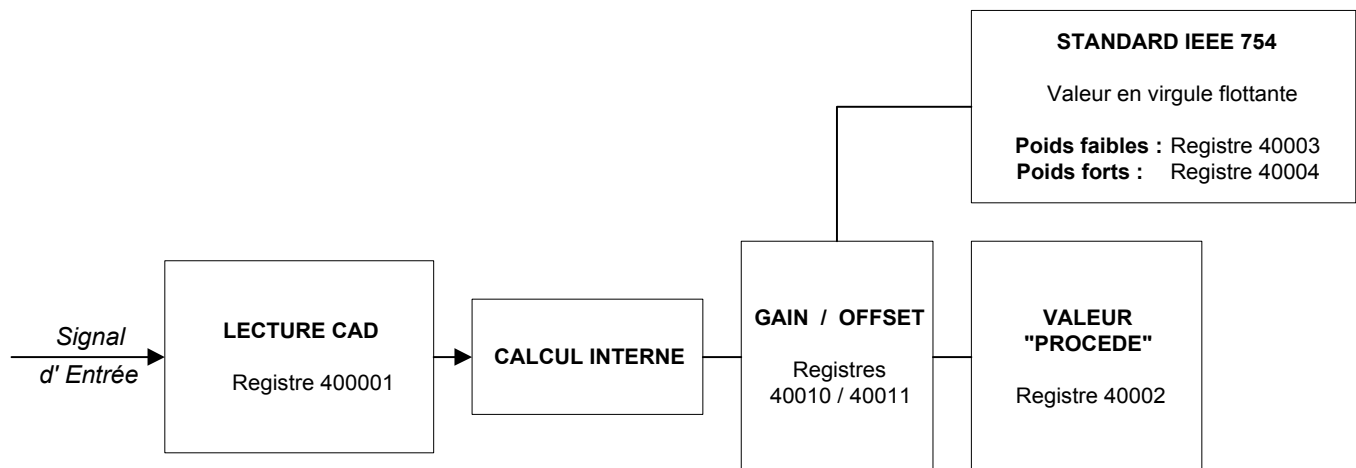 STANDARD IEEE 754
Valeur en virgule flottante
Poids faibles : Registre 40003
Poids forts : Registre 40004
Signal
d' Entrée
LECTURE CAD
Registre 400001
CALCUL INTERNE
GAIN / OFFSET
Registres
40010 / 40011
VALEUR
"PROCEDE"
Registre 40002